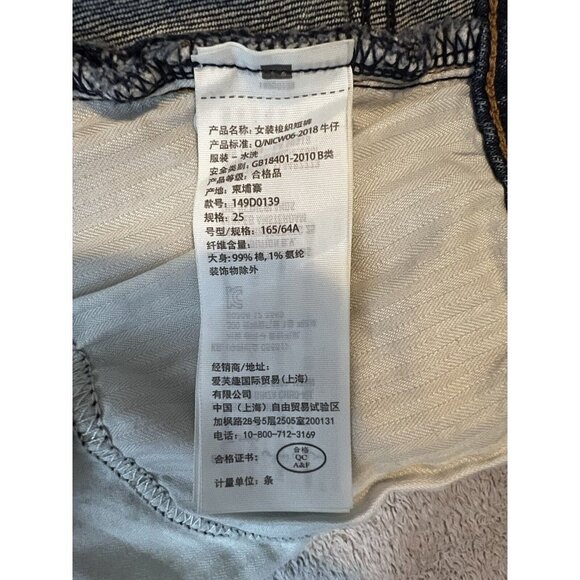 产品名称: 女装梭织短裤
产品标准: Q/NICW06-2018 牛仔
服装 – 水洗
安全类别: GB18401-2010 B类
产品等级: 合格品
产地: 柬埔寨
款号: 149D0139
规格: 25
号型/规格: 165/64A
纤维含量:
大身: 99% 棉, 1% 氨纶
装饰物除外
经销商/地址:
爱芙趣国际贸易(上海)
有限公司
中国(上海)自由贸易试验区
加枫路28号5层2505室200131
电话: 10-800-712-3169
合格证书:
合格
QC
A&F
计量单位: 条